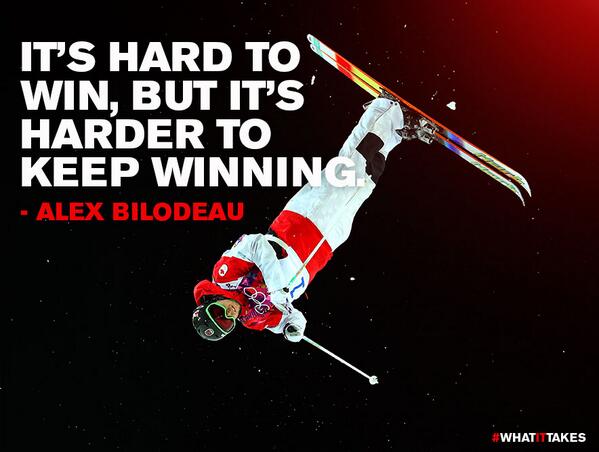 IT'S HARD TO
WIN, BUT IT'S
HARDER TO
KEEP WINNING.
- ALEX BILODEAU
#WHATITTAKES